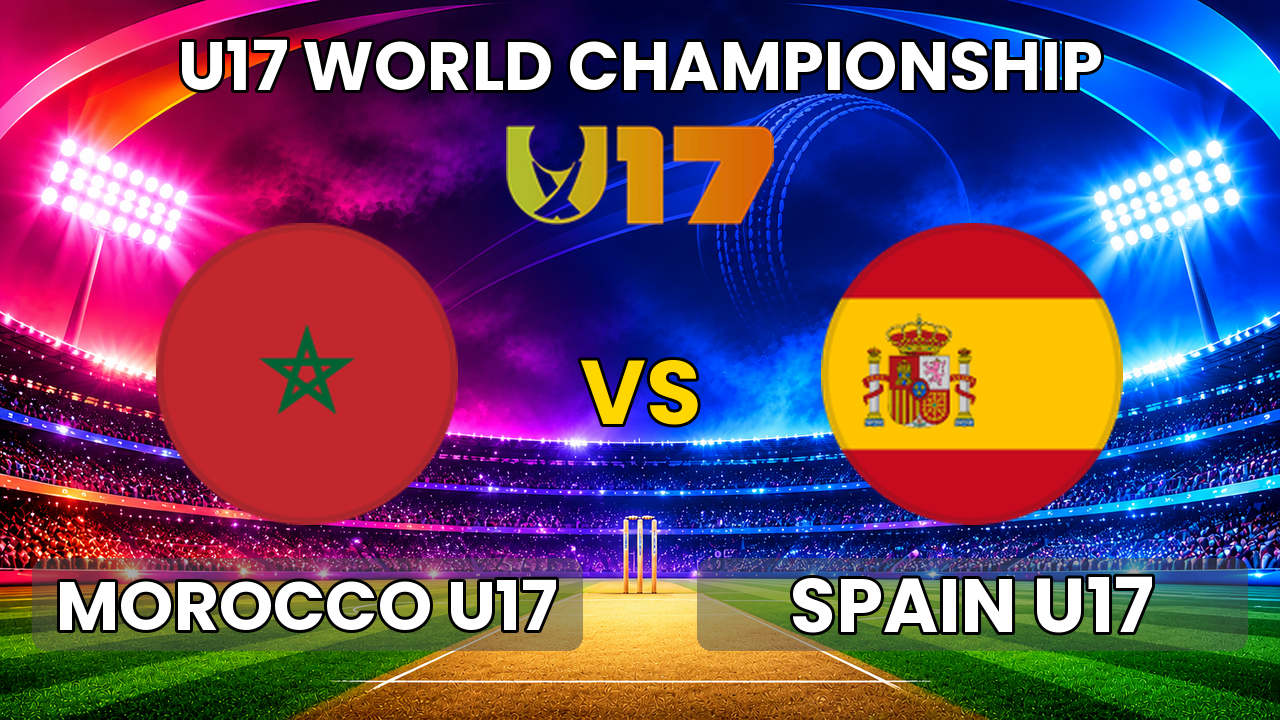 U17 WORLD CHAMPIONSHIP
U17
VS
MOROCCO U17
SPAIN U17